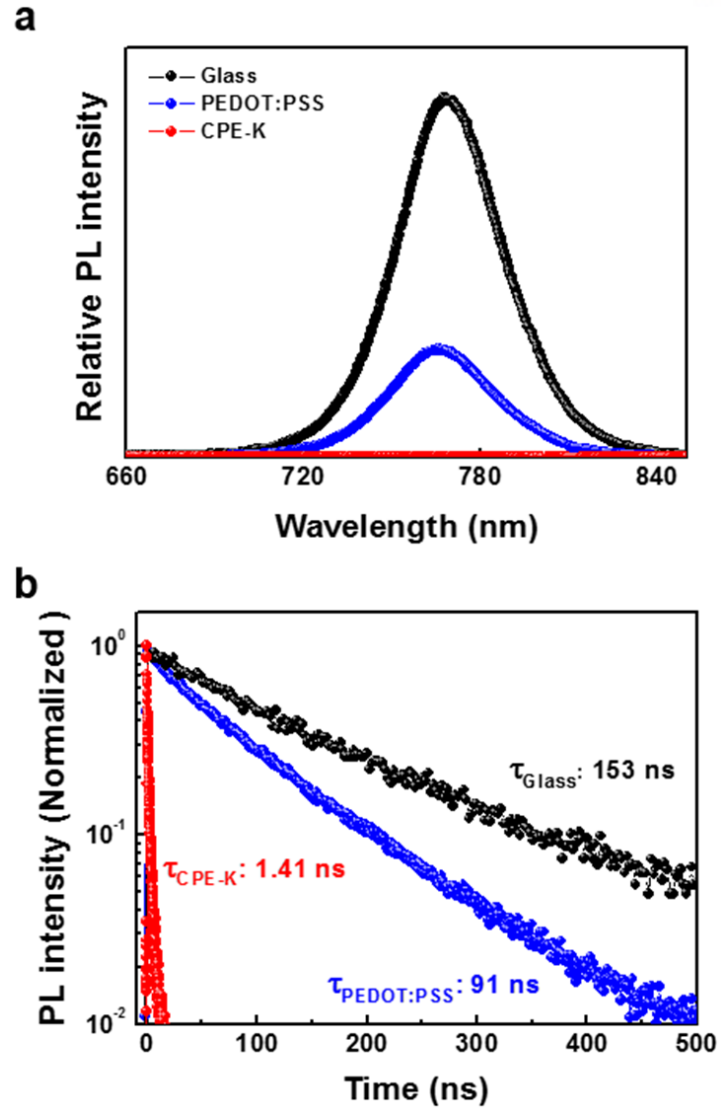 a
Glass
PEDOT:PSS
CPE-K
Relative PL intensity
660
720
780
840
Wavelength (nm)
b
PL intensity (Normalized )
10⁰
10⁻¹
10⁻²
τGlass: 153 ns
τCPE-K: 1.41 ns
τPEDOT:PSS: 91 ns
0
100
200
300
400
500
Time (ns)